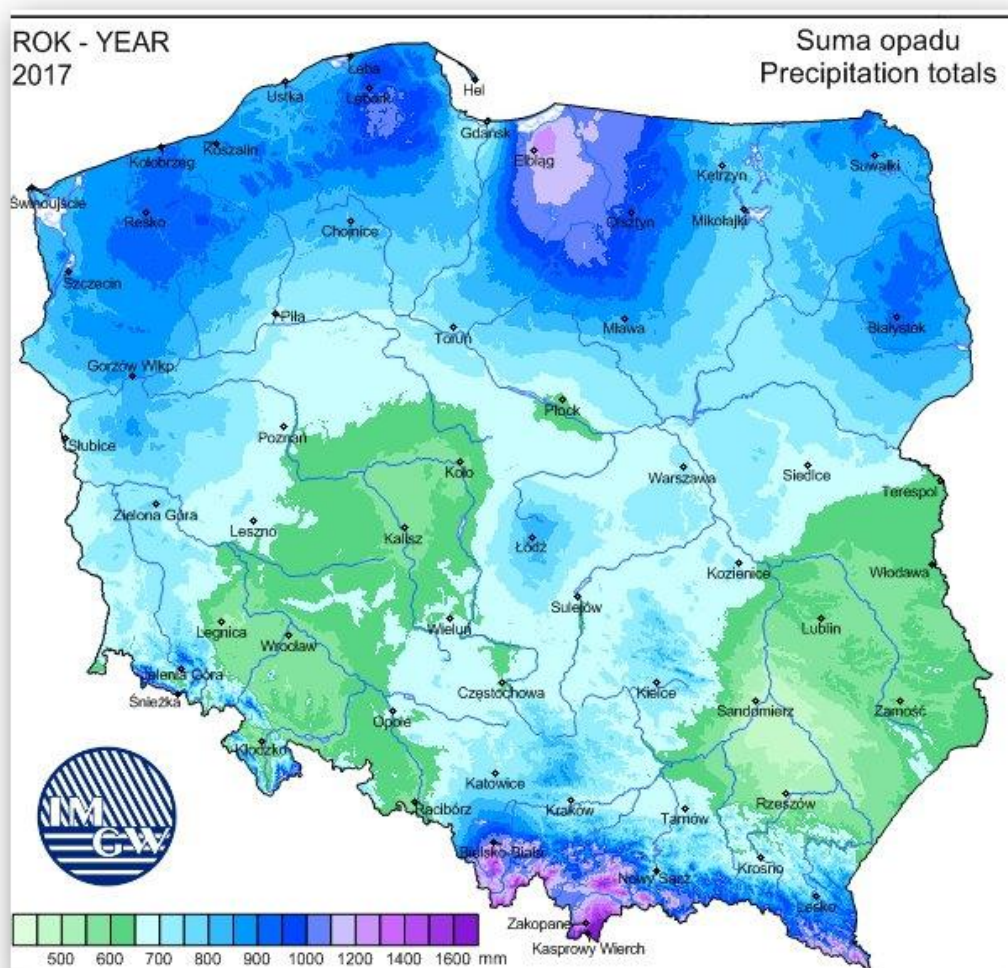 ROK - YEAR
2017
Suma opadu
Precipitation totals
Łeba
Hel
Ustka
Lębork
Gdańsk
Koszalin
Kołobrzeg
Elbląg
Kętrzyn
Suwałki
Świnoujście
Resko
Chojnice
Olsztyn
Mikołajki
Szczecin
Piła
Toruń
Mława
Białystok
Gorzów Wlkp.
Płock
Słubice
Poznań
Koło
Warszawa
Siedlce
Terespol
Zielona Góra
Leszno
Kalisz
Łódź
Kozienice
Włodawa
Sulejów
Legnica
Wrocław
Wieluń
Lublin
Jelenia Góra
Śnieżka
Częstochowa
Kielce
Sandomierz
Zamość
Opole
Kłodzko
Katowice
Racibórz
Kraków
Tarnów
Rzeszów
IM
GW
Bielsko-Biała
Nowy Sącz
Krosno
Lesko
Zakopane
Kasprowy Wierch
500 600 700 800 900 1000 1200 1400 1600 mm